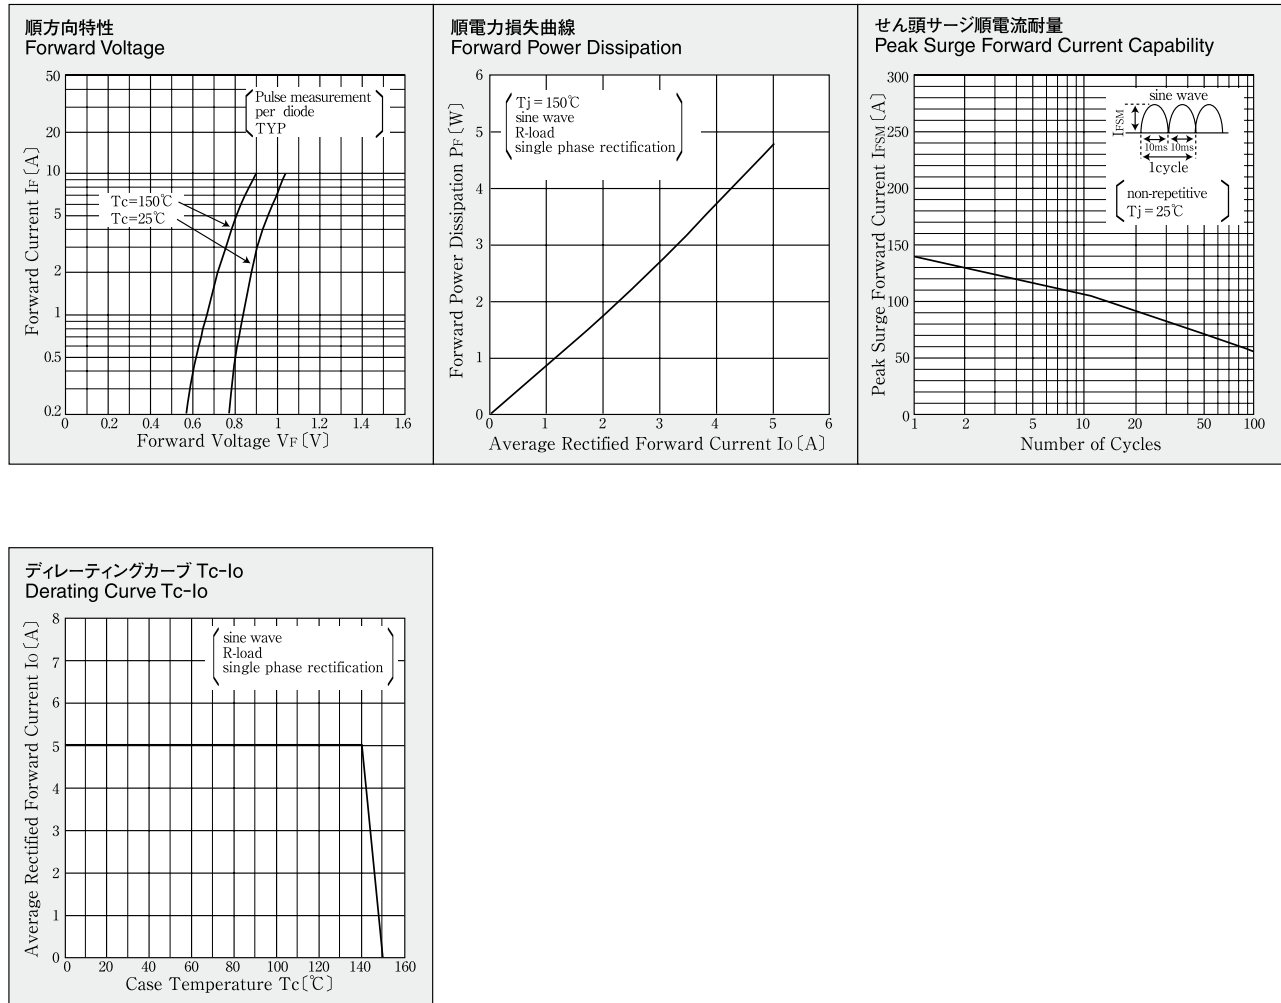 順方向特性
Forward Voltage
Forward Current IF〔A〕
50
20
10
5
2
1
0.5
0.2
Pulse measurement
per diode
TYP
Tc=150℃
Tc=25℃
0 0.2 0.4 0.6 0.8 1 1.2 1.4 1.6
Forward Voltage VF〔V〕
順電力損失曲線
Forward Power Dissipation
Forward Power Dissipation PF〔W〕
6
5
4
3
2
1
0
Tj = 150℃
sine wave
R-load
single phase rectification
0 1 2 3 4 5 6
Average Rectified Forward Current Io〔A〕
せん頭サージ順電流耐量
Peak Surge Forward Current Capability
Peak Surge Forward Current IFSM〔A〕
300
250
200
150
100
50
0
sine wave
IFSM
10ms 10ms
1cycle
non-repetitive
Tj = 25℃
1 2 5 10 20 50 100
Number of Cycles
ディレーティングカーブ Tc-Io
Derating Curve Tc-Io
Average Rectified Forward Current Io〔A〕
8
7
6
5
4
3
2
1
0
sine wave
R-load
single phase rectification
0 20 40 60 80 100 120 140 160
Case Temperature Tc〔℃〕